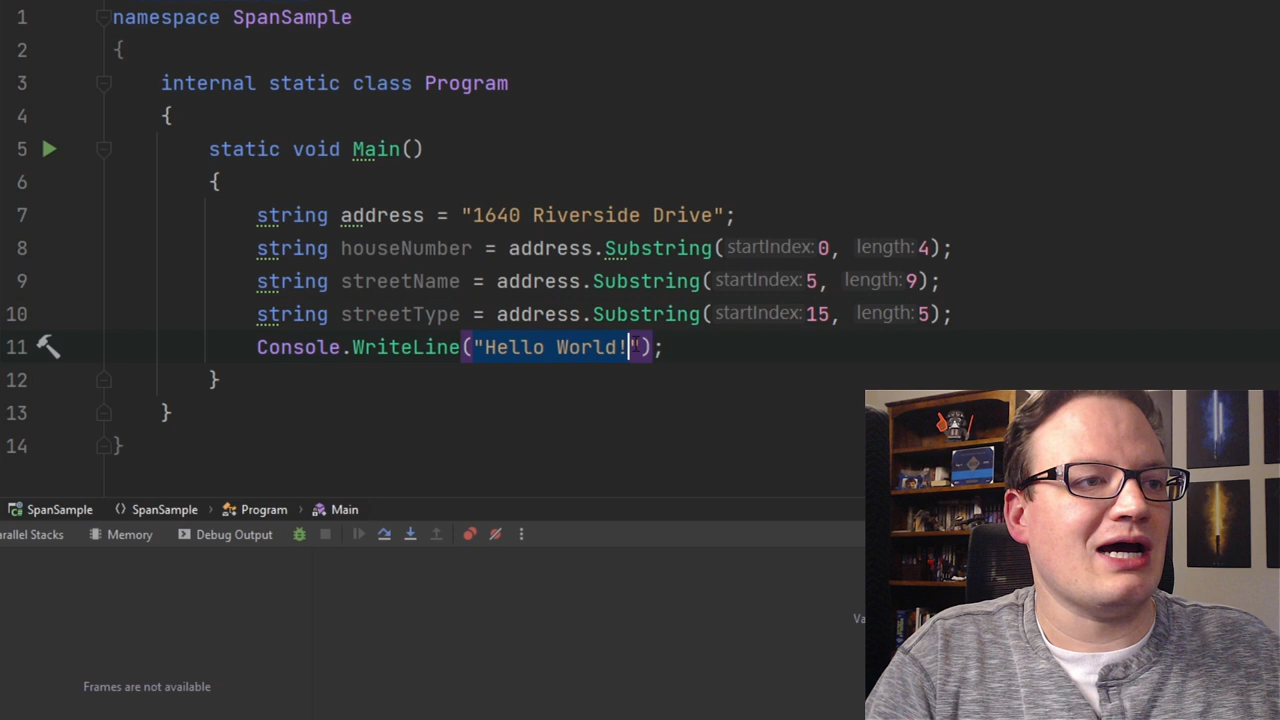 1 namespace SpanSample
2 {
3 internal static class Program
4 {
5 static void Main()
6 {
7 string address = "1640 Riverside Drive";
8 string houseNumber = address.Substring(startIndex: 0, length: 4);
9 string streetName = address.Substring(startIndex: 5, length: 9);
10 string streetType = address.Substring(startIndex: 15, length: 5);
11 Console.WriteLine("Hello World!");
12 }
13 }
14 }
SpanSample SpanSample Program Main
rallel Stacks Memory Debug Output
Va
Frames are not available